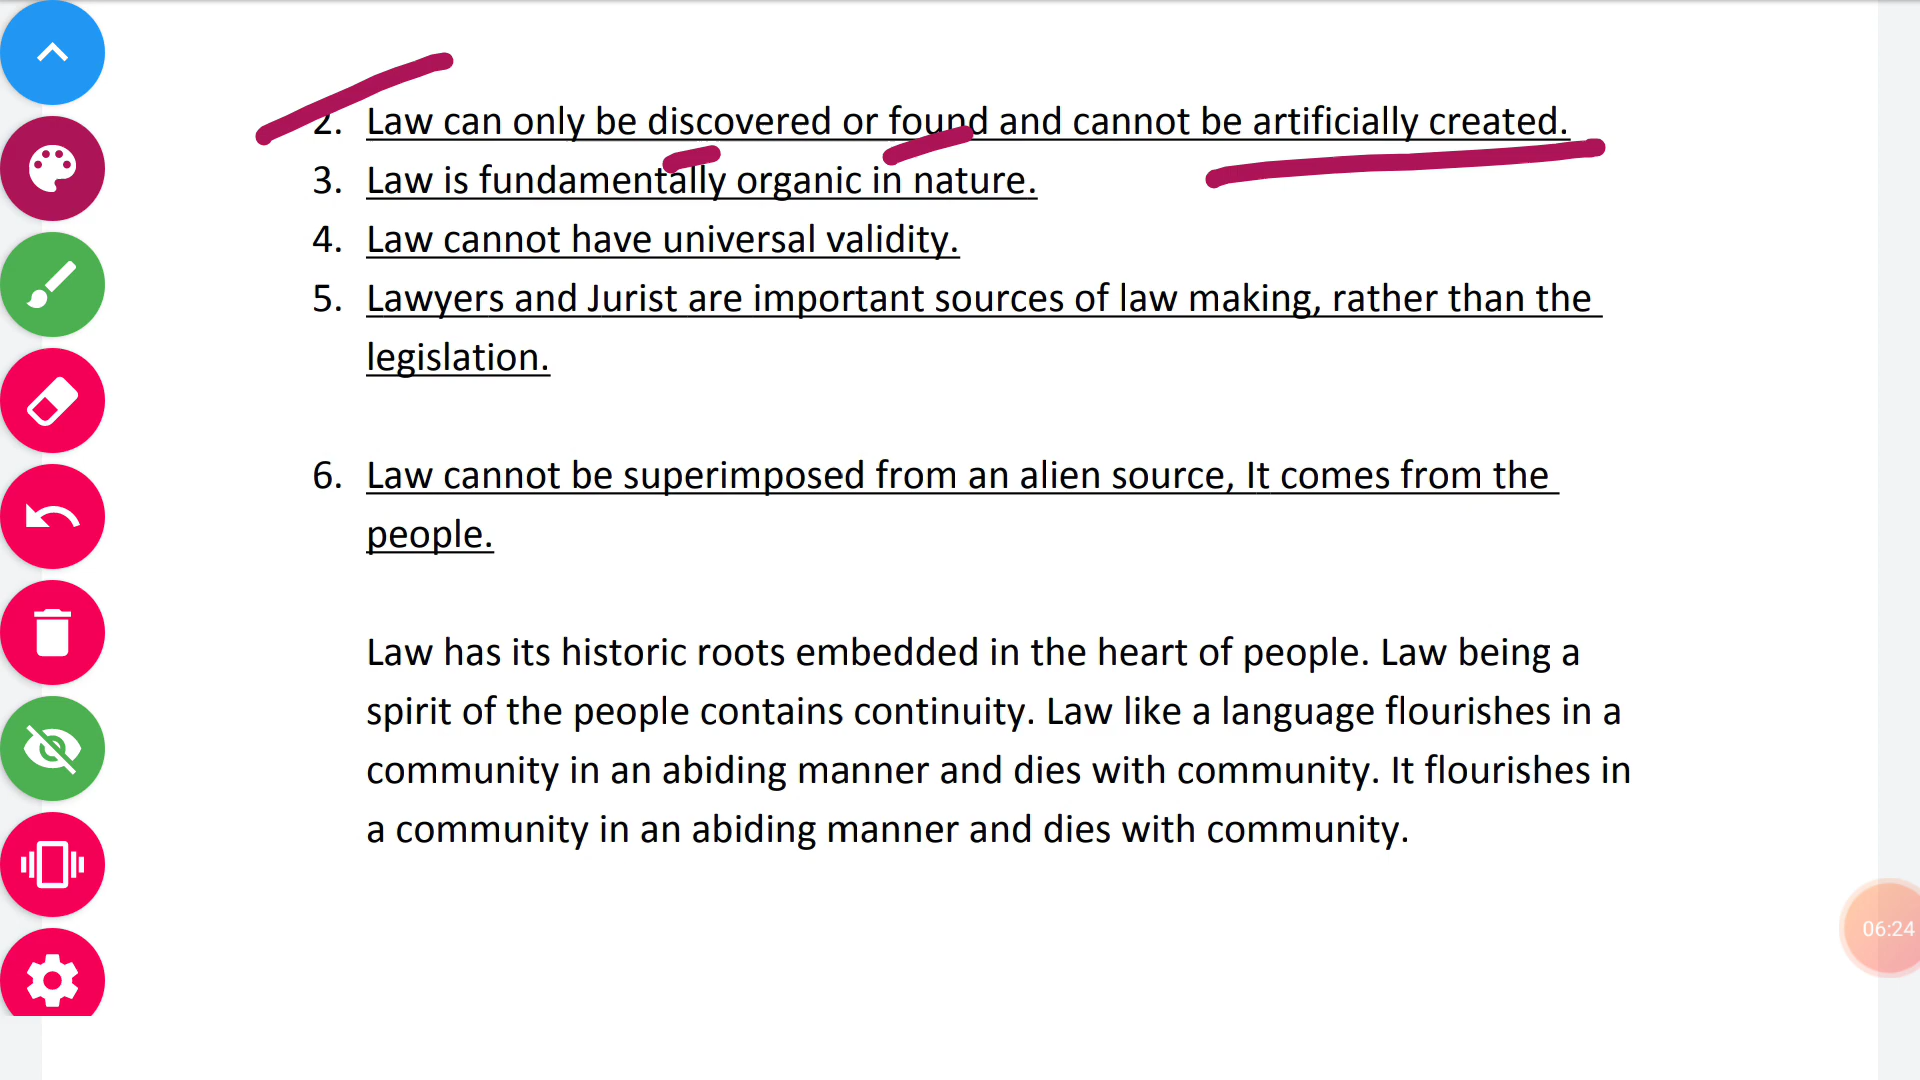 2. Law can only be discovered or found and cannot be artificially created.
3. Law is fundamentally organic in nature.
4. Law cannot have universal validity.
5. Lawyers and Jurist are important sources of law making, rather than the
legislation.
6. Law cannot be superimposed from an alien source, It comes from the
people.
Law has its historic roots embedded in the heart of people. Law being a
spirit of the people contains continuity. Law like a language flourishes in a
community in an abiding manner and dies with community. It flourishes in
a community in an abiding manner and dies with community.
06:24